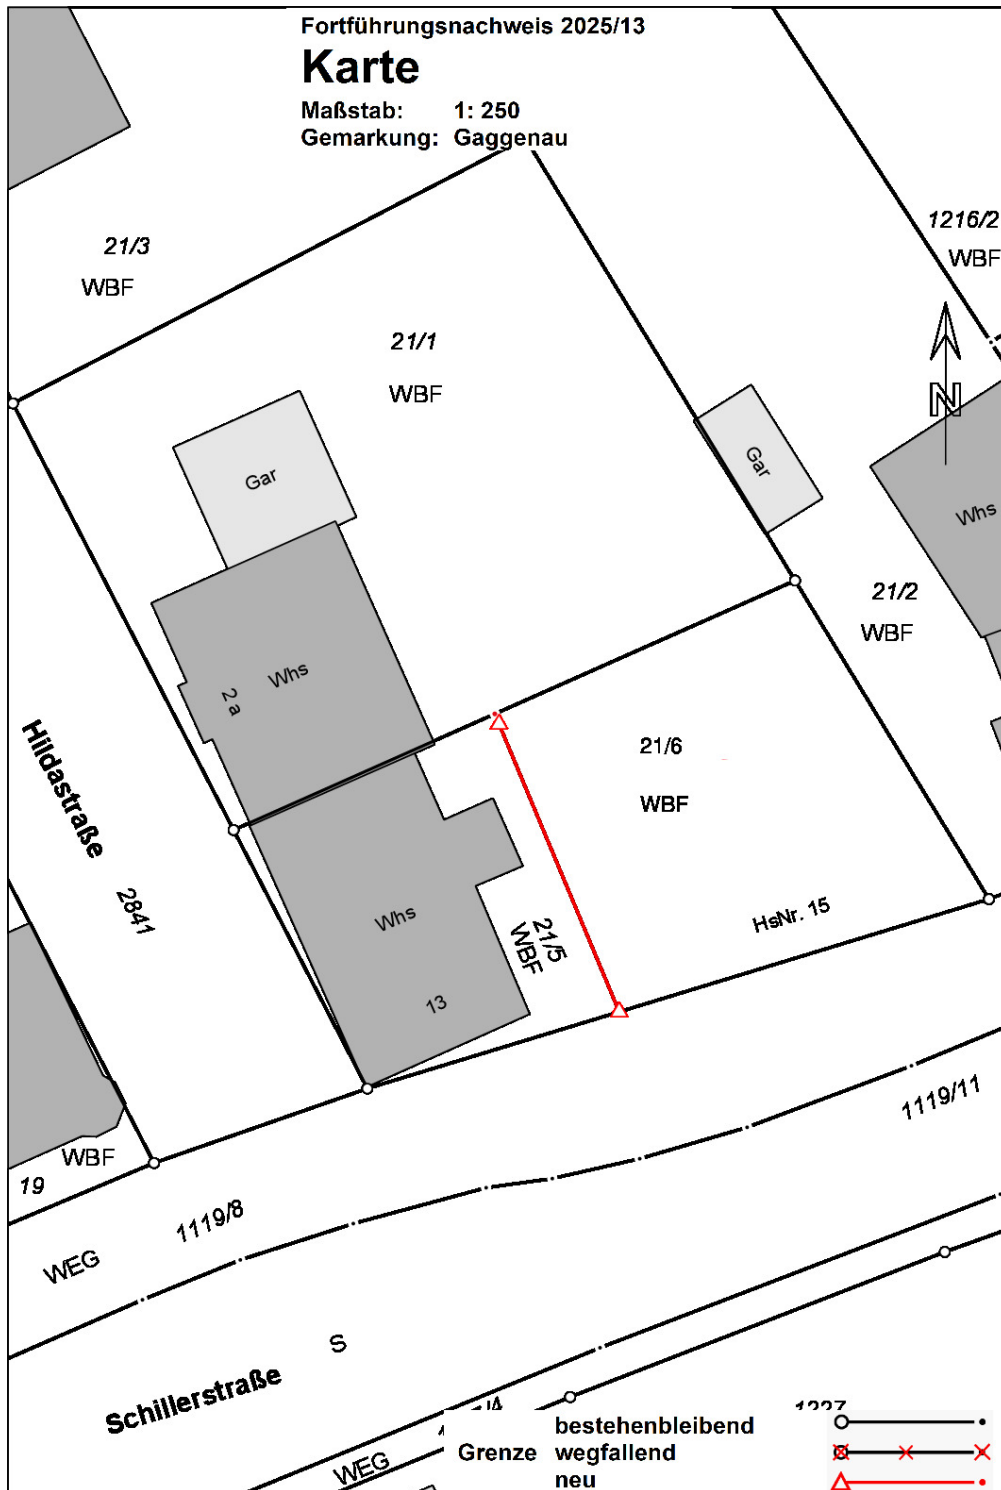 Fortführungsnachweis 2025/13
Karte
Maßstab: 1: 250
Gemarkung: Gaggenau
21/3
WBF
1216/2
WBF
21/1
WBF
N
Gar
Gar
Whs
21/2
WBF
Whs
2 a
21/6
WBF
Hildastraße
2841
Whs
13
21/5
WBF
HsNr. 15
1119/11
WBF
19
1119/8
WEG
S
Schillerstraße
WEG
1227
bestehenbleibend
Grenze wegfallend
neu